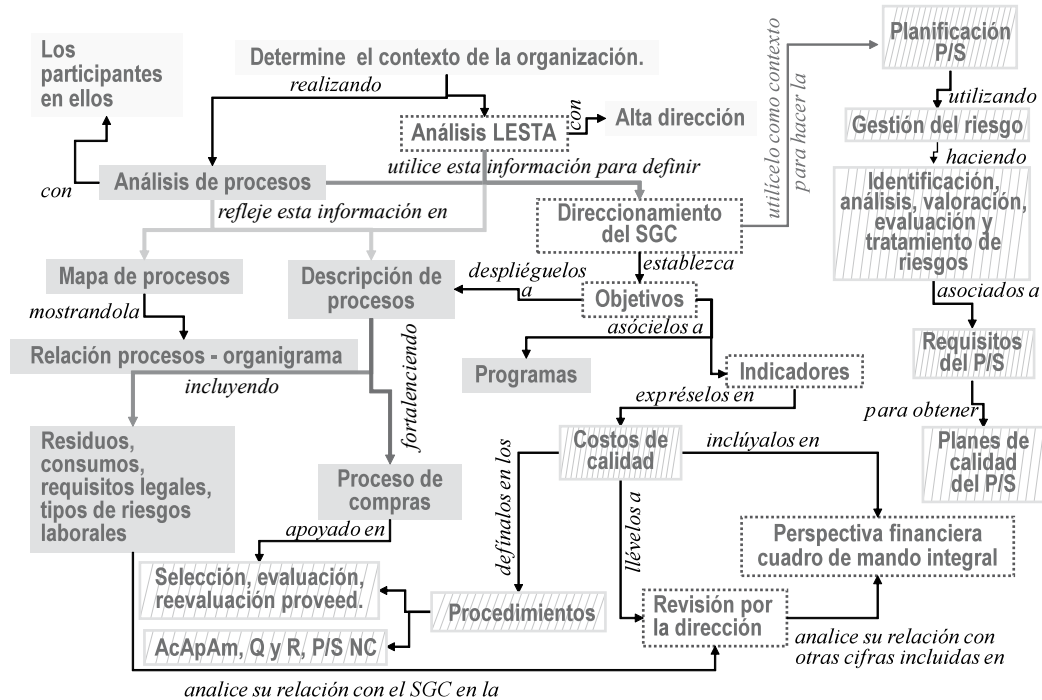 Los
participantes
en ellos
Determine el contexto de la organización.
realizando
Análisis LESTA
con
Alta dirección
Planificación
P/S
utilizando
Gestión del riesgo
haciendo
Identificación,
análisis, valoración,
evaluación y
tratamiento de
riesgos
asociados a
Requisitos
del P/S
para obtener
Planes de
calidad
del P/S
utilícelo como contexto
para hacer la
con
Análisis de procesos
utilice esta información para definir
refleje esta información en
Direccionamiento
del SGC
establezca
Mapa de procesos
Descripción de
procesos
despliéguelos
a
Objetivos
mostrandola
asócielos a
Relación procesos - organigrama
incluyendo
fortalenciendo
Programas
Indicadores
expréselos en
Residuos,
consumos,
requisitos legales,
tipos de riesgos
laborales
Proceso de
compras
Costos de
calidad
inclúyalos en
defínalos en los
llévelos a
apoyado en
Perspectiva financiera
cuadro de mando integral
Selección, evaluación,
reevaluación proveed.
Procedimientos
Revisión por
la dirección
AcApAm, Q y R, P/S NC
analice su relación con
otras cifras incluidas en
analice su relación con el SGC en la